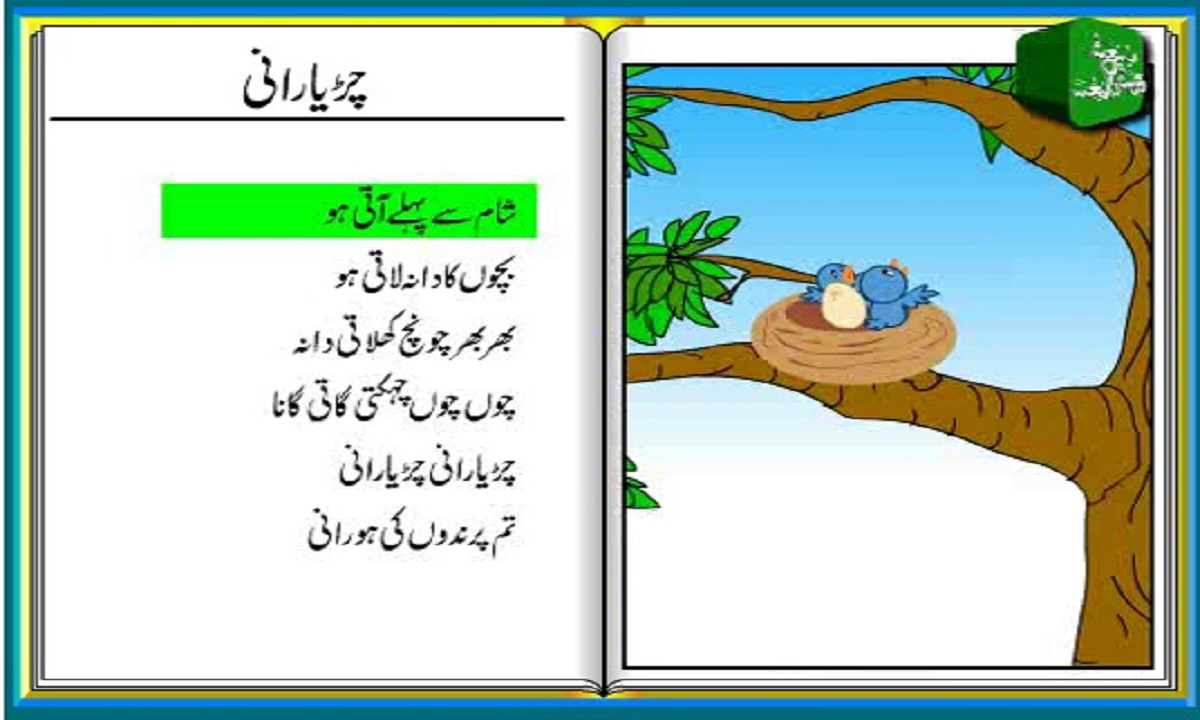 چڑیا رانی
شام سے پہلے آتی ہو
بچوں کا دانہ لاتی ہو
بھر بھر چونچ کھلاتی دانہ
چوں چوں چہکتی گاتی گانا
چڑیا رانی چڑیا رانی
تم پرندوں کی ہو رانی